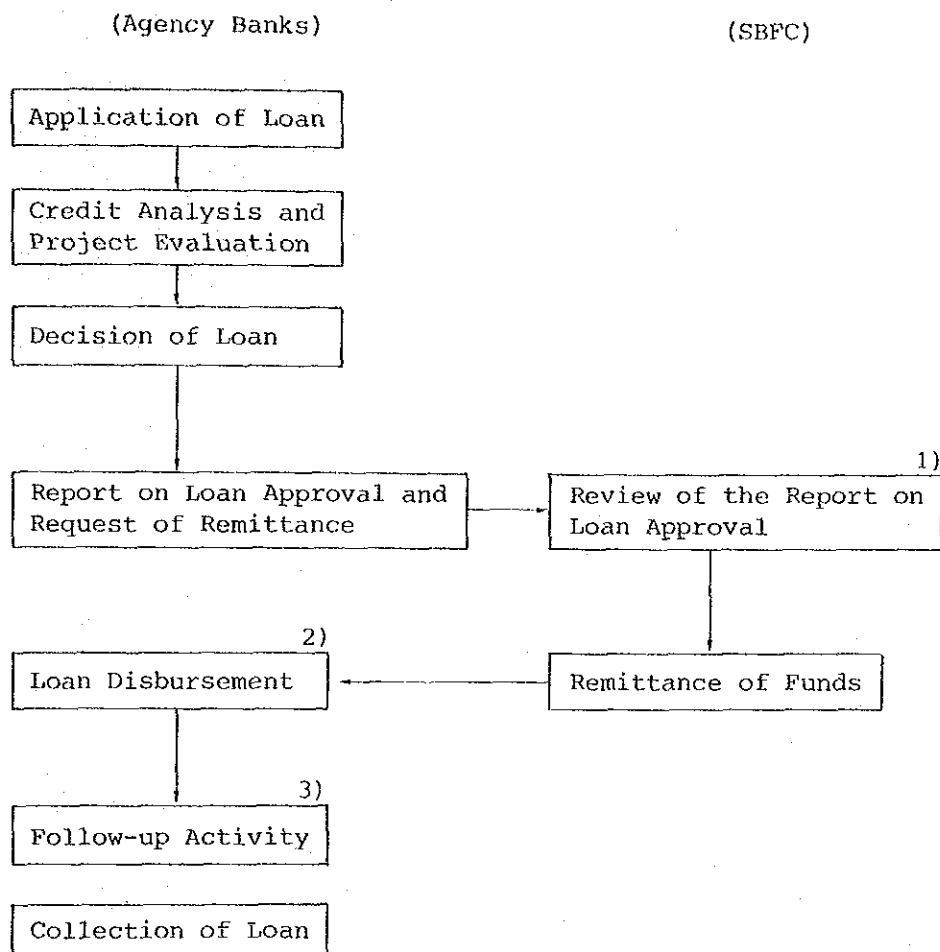 (Agency Banks)
(SBFC)
Application of Loan
Credit Analysis and
Project Evaluation
Decision of Loan
Report on Loan Approval and
Request of Remittance
1)
Review of the Report on
Loan Approval
2)
Loan Disbursement
Remittance of Funds
3)
Follow-up Activity
Collection of Loan